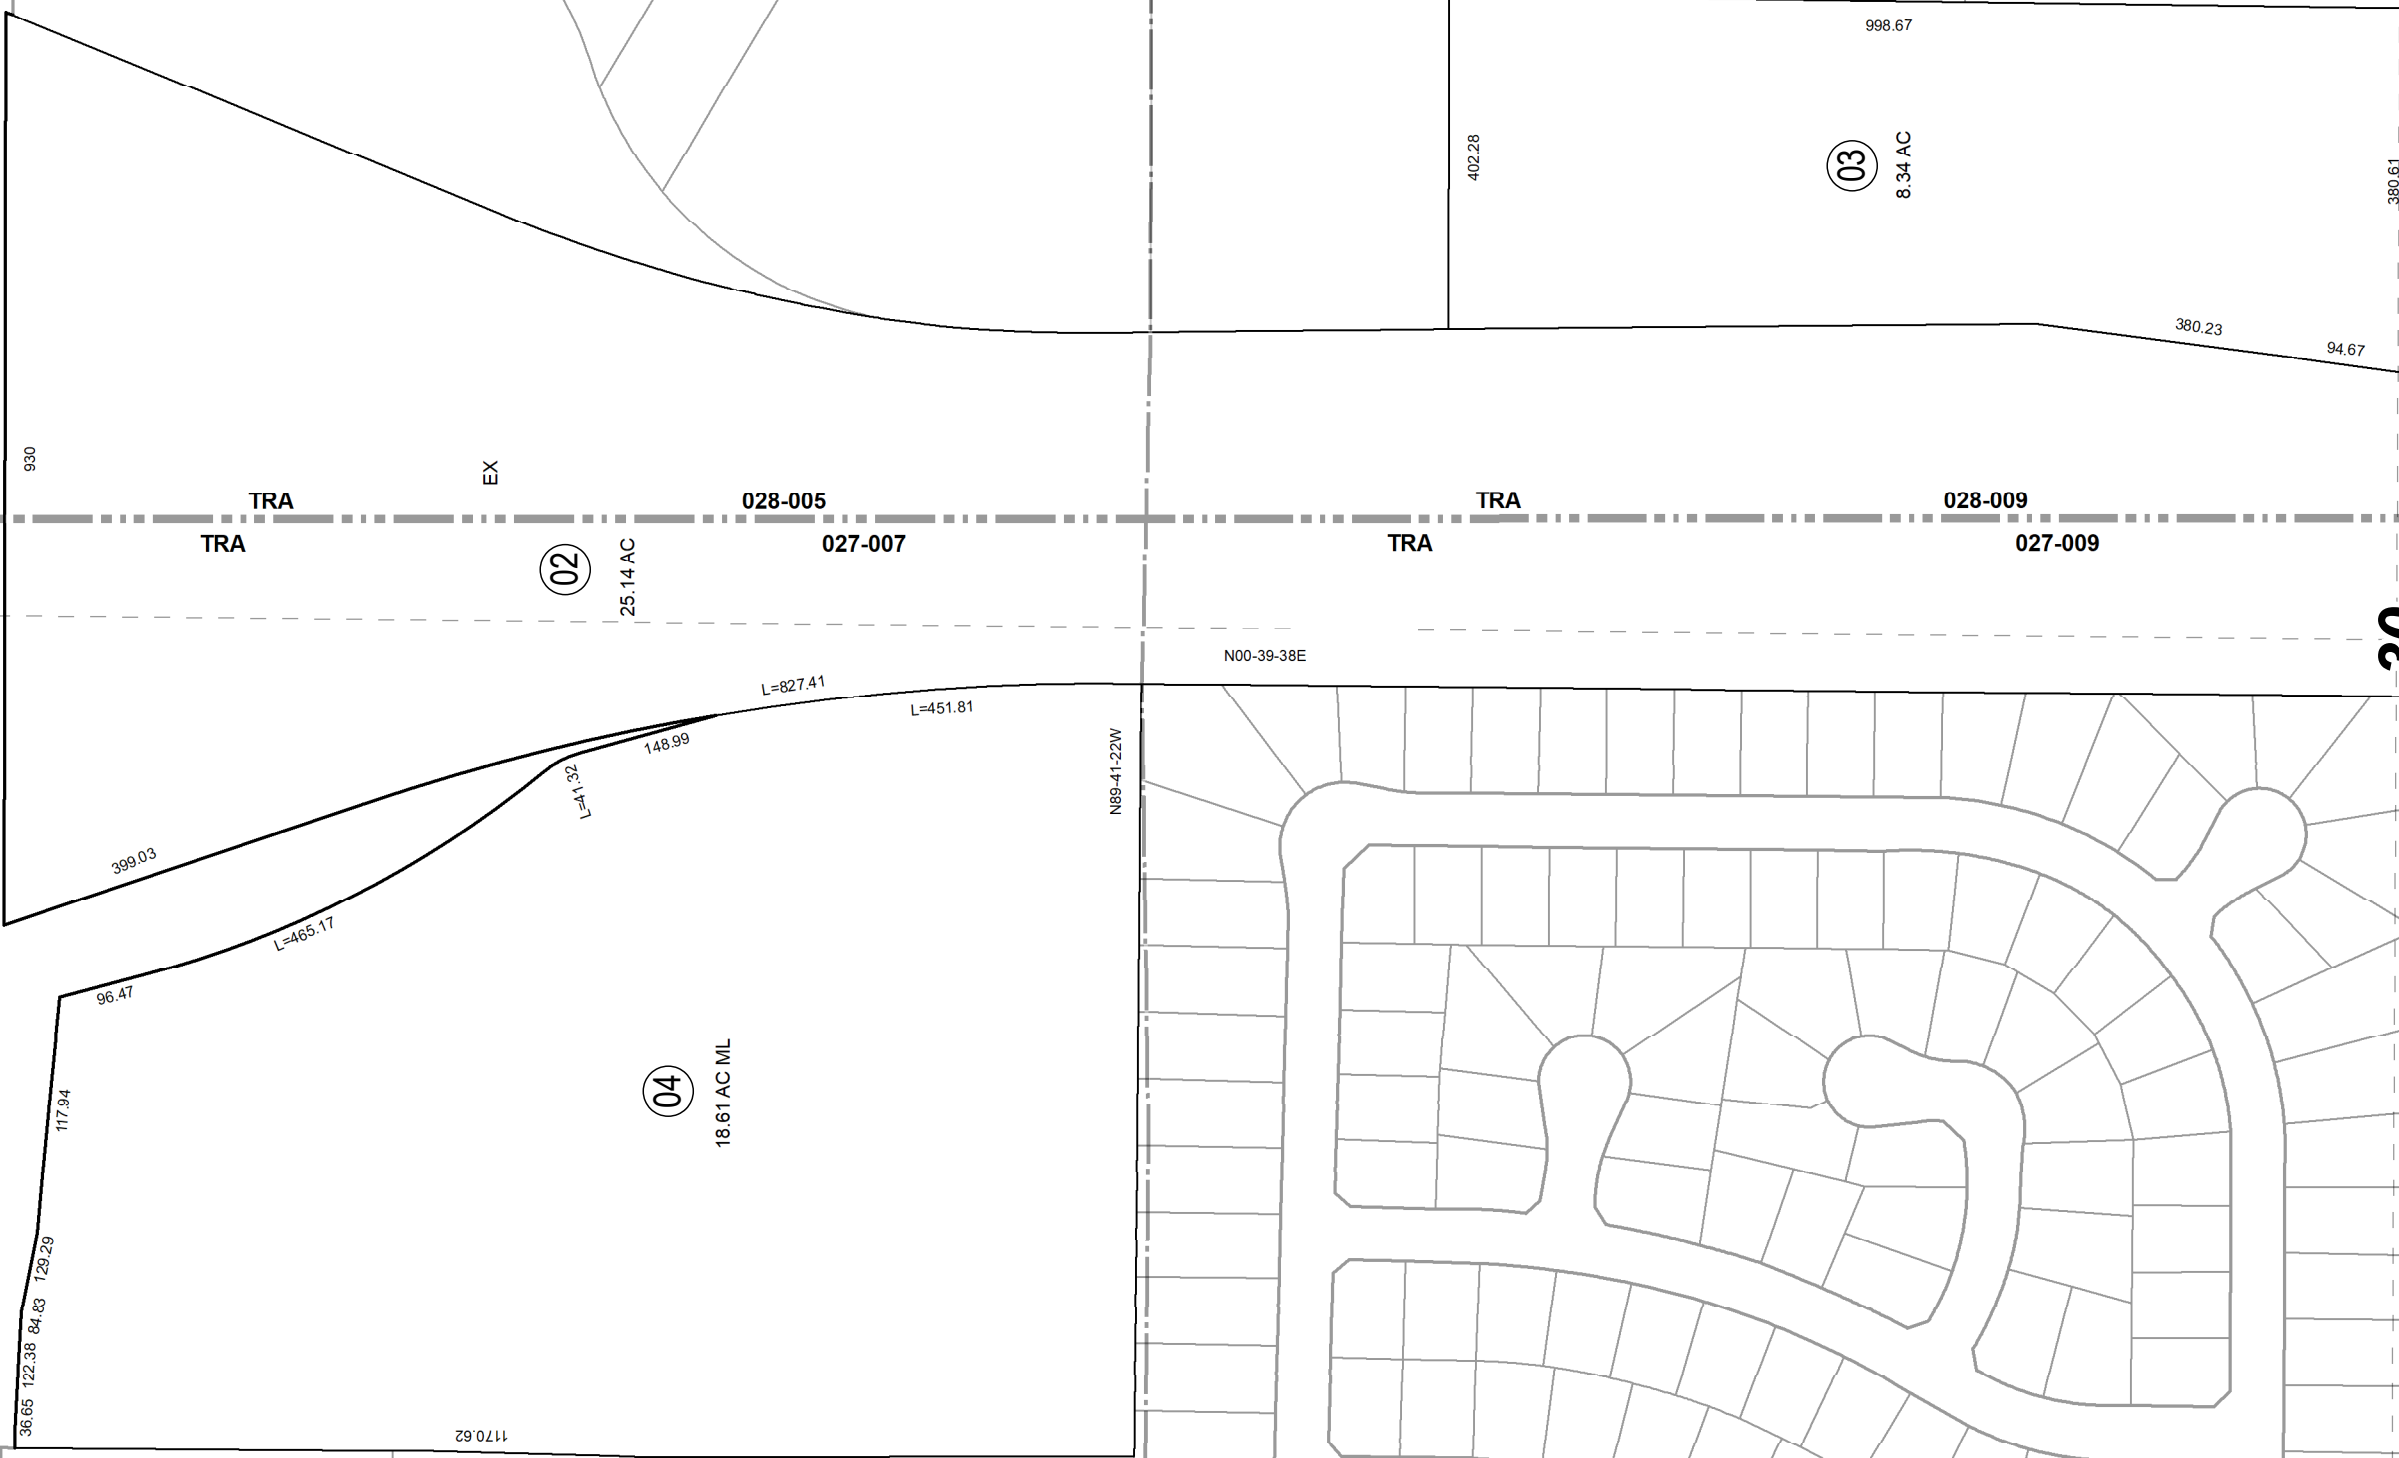 998.67
402.28
03
8.34 AC
380.61
380.23
94.67
930
EX
TRA
028-005
TRA
028-009
TRA
027-007
TRA
027-009
02
25.14 AC
30
N00-39-38E
L=827.41
L=451.81
148.99
L=41.32
N89-41-22W
399.03
L=465.17
96.47
117.94
04
18.61 AC ML
129.29
84.83
122.38
36.65
1170.62